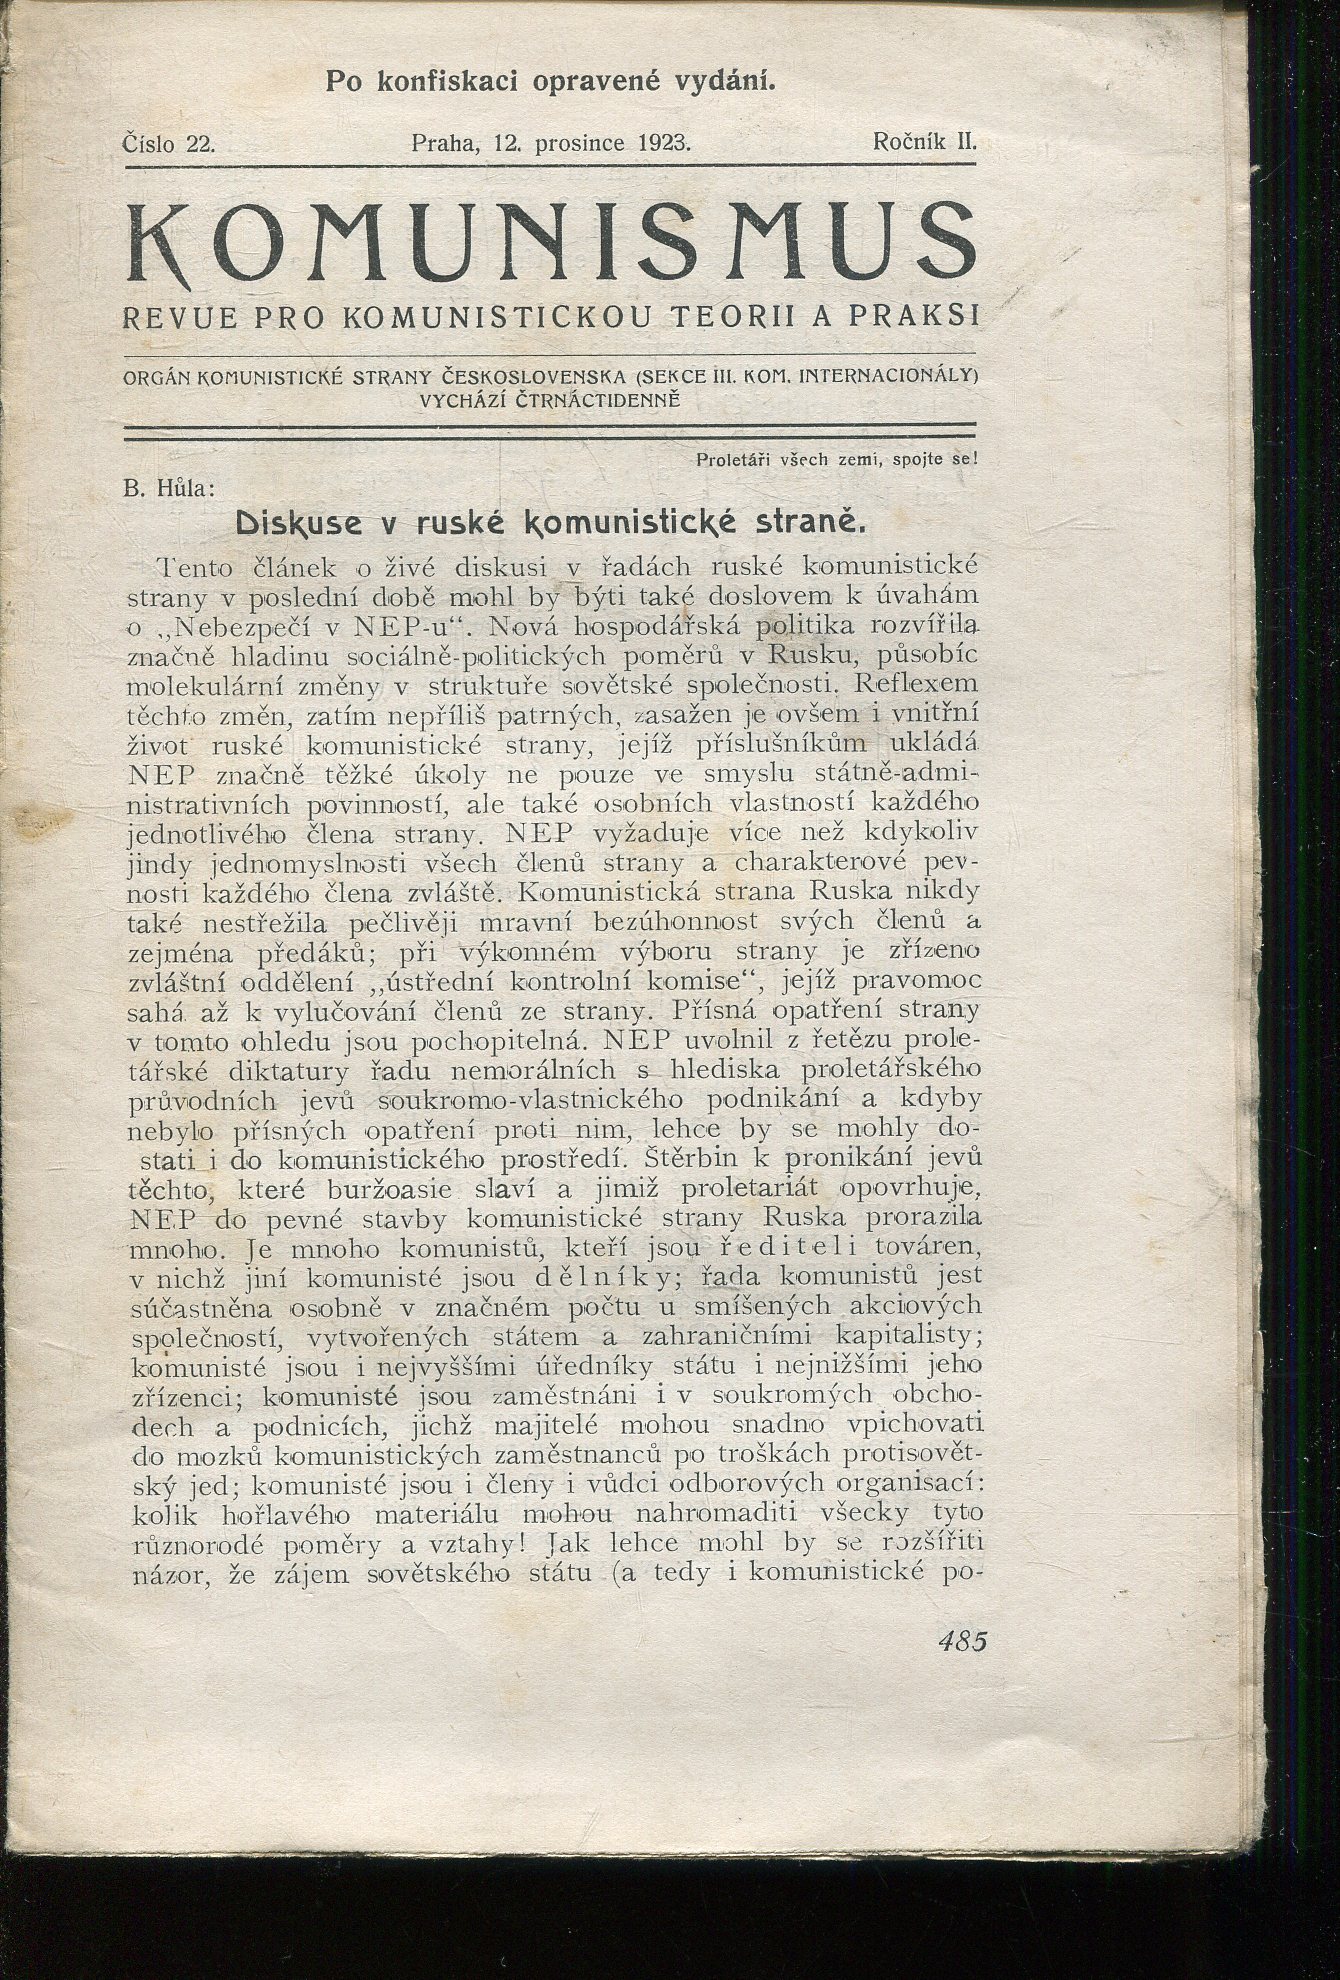 Po konfiskaci opravené vydání.
Číslo 22. Praha, 12. prosince 1923. Ročník II.
KOMUNISMUS
REVUE PRO KOMUNISTICKOU TEORII A PRAKSI
ORGÁN KOMUNISTICKÉ STRANY ČESKOSLOVENSKA (SEKCE III. KOM. INTERNACIONÁLY)
VYCHÁZÍ ČTRNÁCTIDENNĚ
Proletáři všech zemí, spojte se!
B. Hůla:
Diskuse v ruské komunistické straně.
Tento článek o živé diskusi v řadách ruské komunistické
strany v poslední době mohl by býti také doslovem k úvahám
o „Nebezpečí v NEP-u“. Nová hospodářská politika rozvířila
značně hladinu sociálně-politických poměrů v Rusku, působíc
molekulární změny v struktuře sovětské společnosti. Reflexem
těchto změn, zatím nepříliš patrných, zasažen je ovšem i vnitřní
život ruské komunistické strany, jejíž příslušníkům ukládá
NEP značně těžké úkoly ne pouze ve smyslu státně-admi-
nistrativních povinností, ale také osobních vlastností každého
jednotlivého člena strany. NEP vyžaduje více než kdykoliv
jindy jednomyslnosti všech členů strany a charakterové pev-
nosti každého člena zvláště. Komunistická strana Ruska nikdy
také nestřežila pečlivěji mravní bezúhonnost svých členů a
zejména předáků; při výkonném výboru strany je zřízeno
zvláštní oddělení „ústřední kontrolní komise“, jejíž pravomoc
sahá až k vylučování členů ze strany. Přísná opatření strany
v tomto ohledu jsou pochopitelná. NEP uvolnil z řetězu prole-
tářské diktatury řadu nemorálních s hlediska proletářského
průvodních jevů soukromo-vlastnického podnikání a kdyby
nebylo přísných opatření proti nim, lehce by se mohly do-
stati i do komunistického prostředí. Štěrbin k pronikání jevů
těchto, které buržoasie slaví a jimiž proletariát opovrhuje,
NEP do pevné stavby komunistické strany Ruska prorazila
mnoho. Je mnoho komunistů, kteří jsou řediteli továren,
v nichž jiní komunisté jsou dělníky; řada komunistů jest
súčastněna osobně v značném počtu u smíšených akciových
společností, vytvořených státem a zahraničními kapitalisty;
komunisté jsou i nejvyššími úředníky státu i nejnižšími jeho
zřízenci; komunisté jsou zaměstnáni i v soukromých obcho-
dech a podnicích, jichž majitelé mohou snadno vpichovati
do mozků komunistických zaměstnanců po troškách protisovět-
ský jed; komunisté jsou i členy i vůdci odborových organisací:
kolik hořlavého materiálu mohou nahromaditi všecky tyto
různorodé poměry a vztahy! Jak lehce mohl by se rozšířiti
názor, že zájem sovětského státu (a tedy i komunistické po-
485